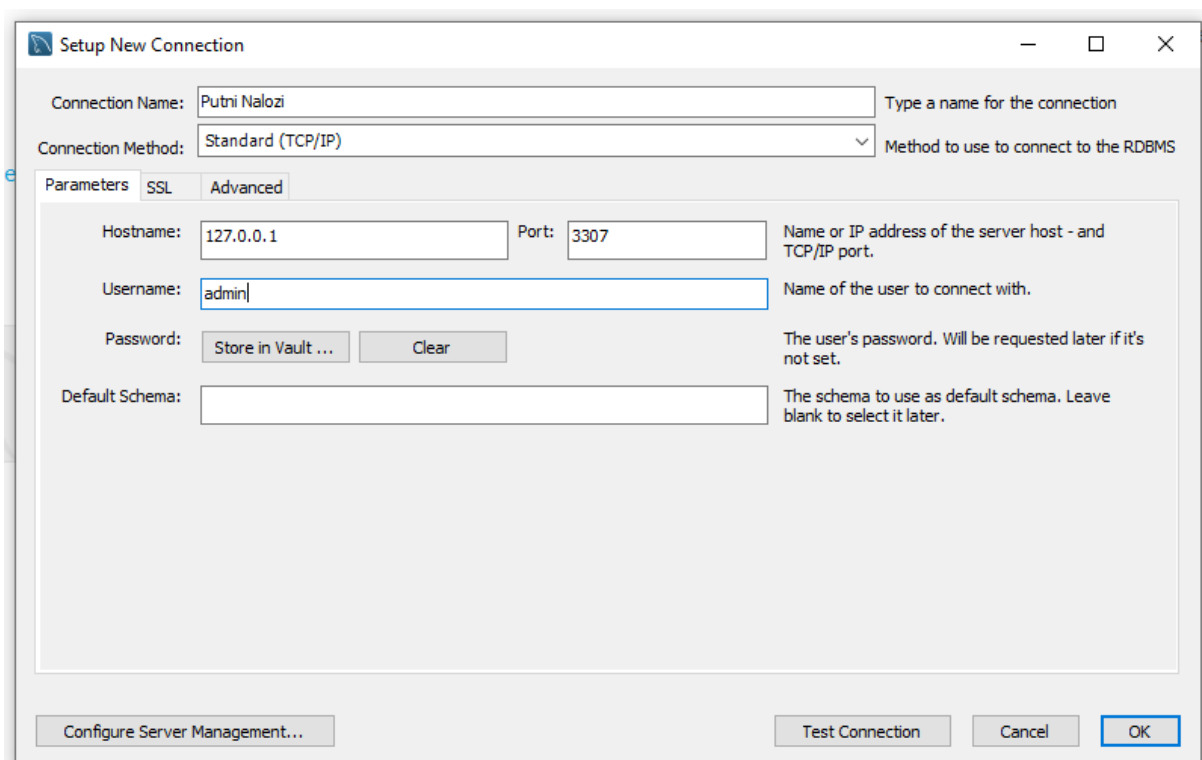 Setup New Connection
Connection Name: Putni Nalozi Type a name for the connection
Connection Method: Standard (TCP/IP) Method to use to connect to the RDBMS
Parameters SSL Advanced
Hostname: 127.0.0.1 Port: 3307 Name or IP address of the server host - and
TCP/IP port.
Username: admin Name of the user to connect with.
Password: Store in Vault ... Clear The user's password. Will be requested later if it's
not set.
Default Schema: The schema to use as default schema. Leave
blank to select it later.
Configure Server Management... Test Connection Cancel OK